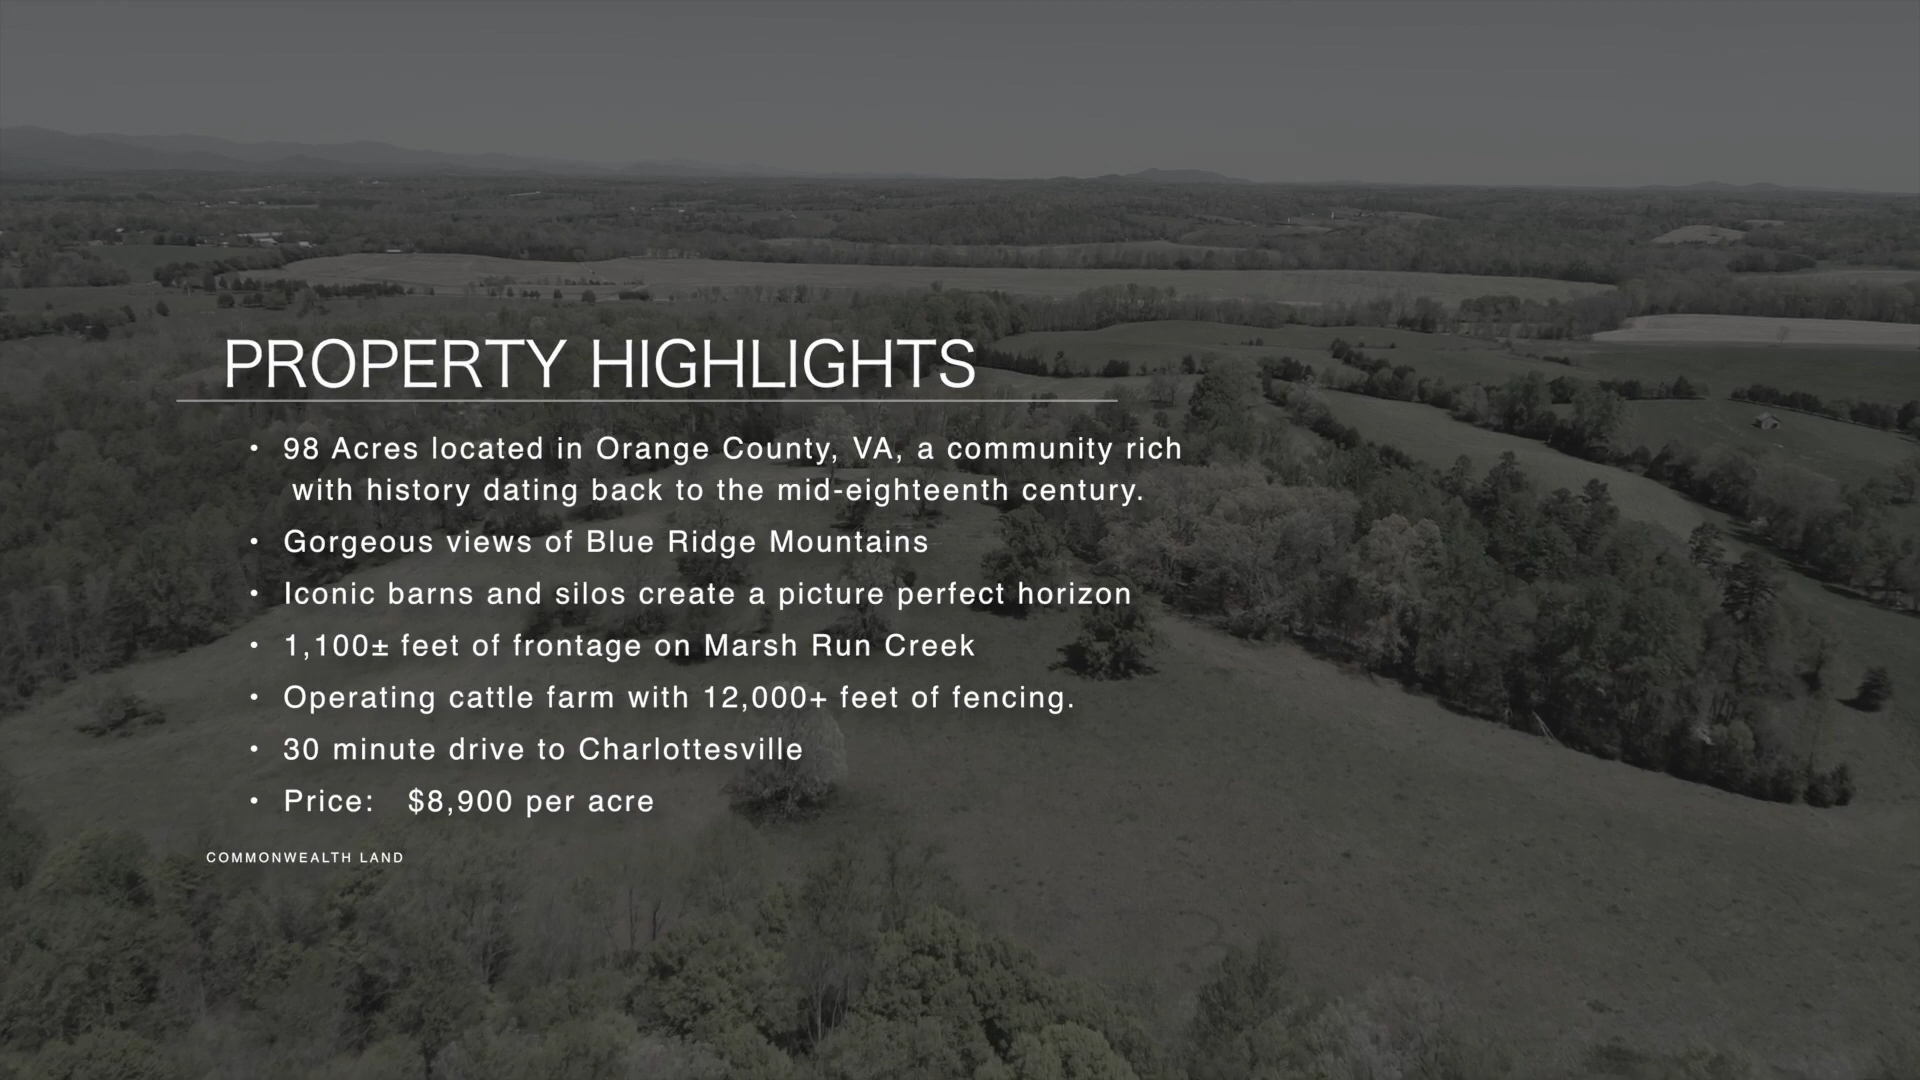 PROPERTY HIGHLIGHTS
• 98 Acres located in Orange County, VA, a community rich
with history dating back to the mid-eighteenth century.
• Gorgeous views of Blue Ridge Mountains
• Iconic barns and silos create a picture perfect horizon
• 1,100± feet of frontage on Marsh Run Creek
• Operating cattle farm with 12,000+ feet of fencing.
• 30 minute drive to Charlottesville
• Price: $8,900 per acre
COMMONWEALTH LAND